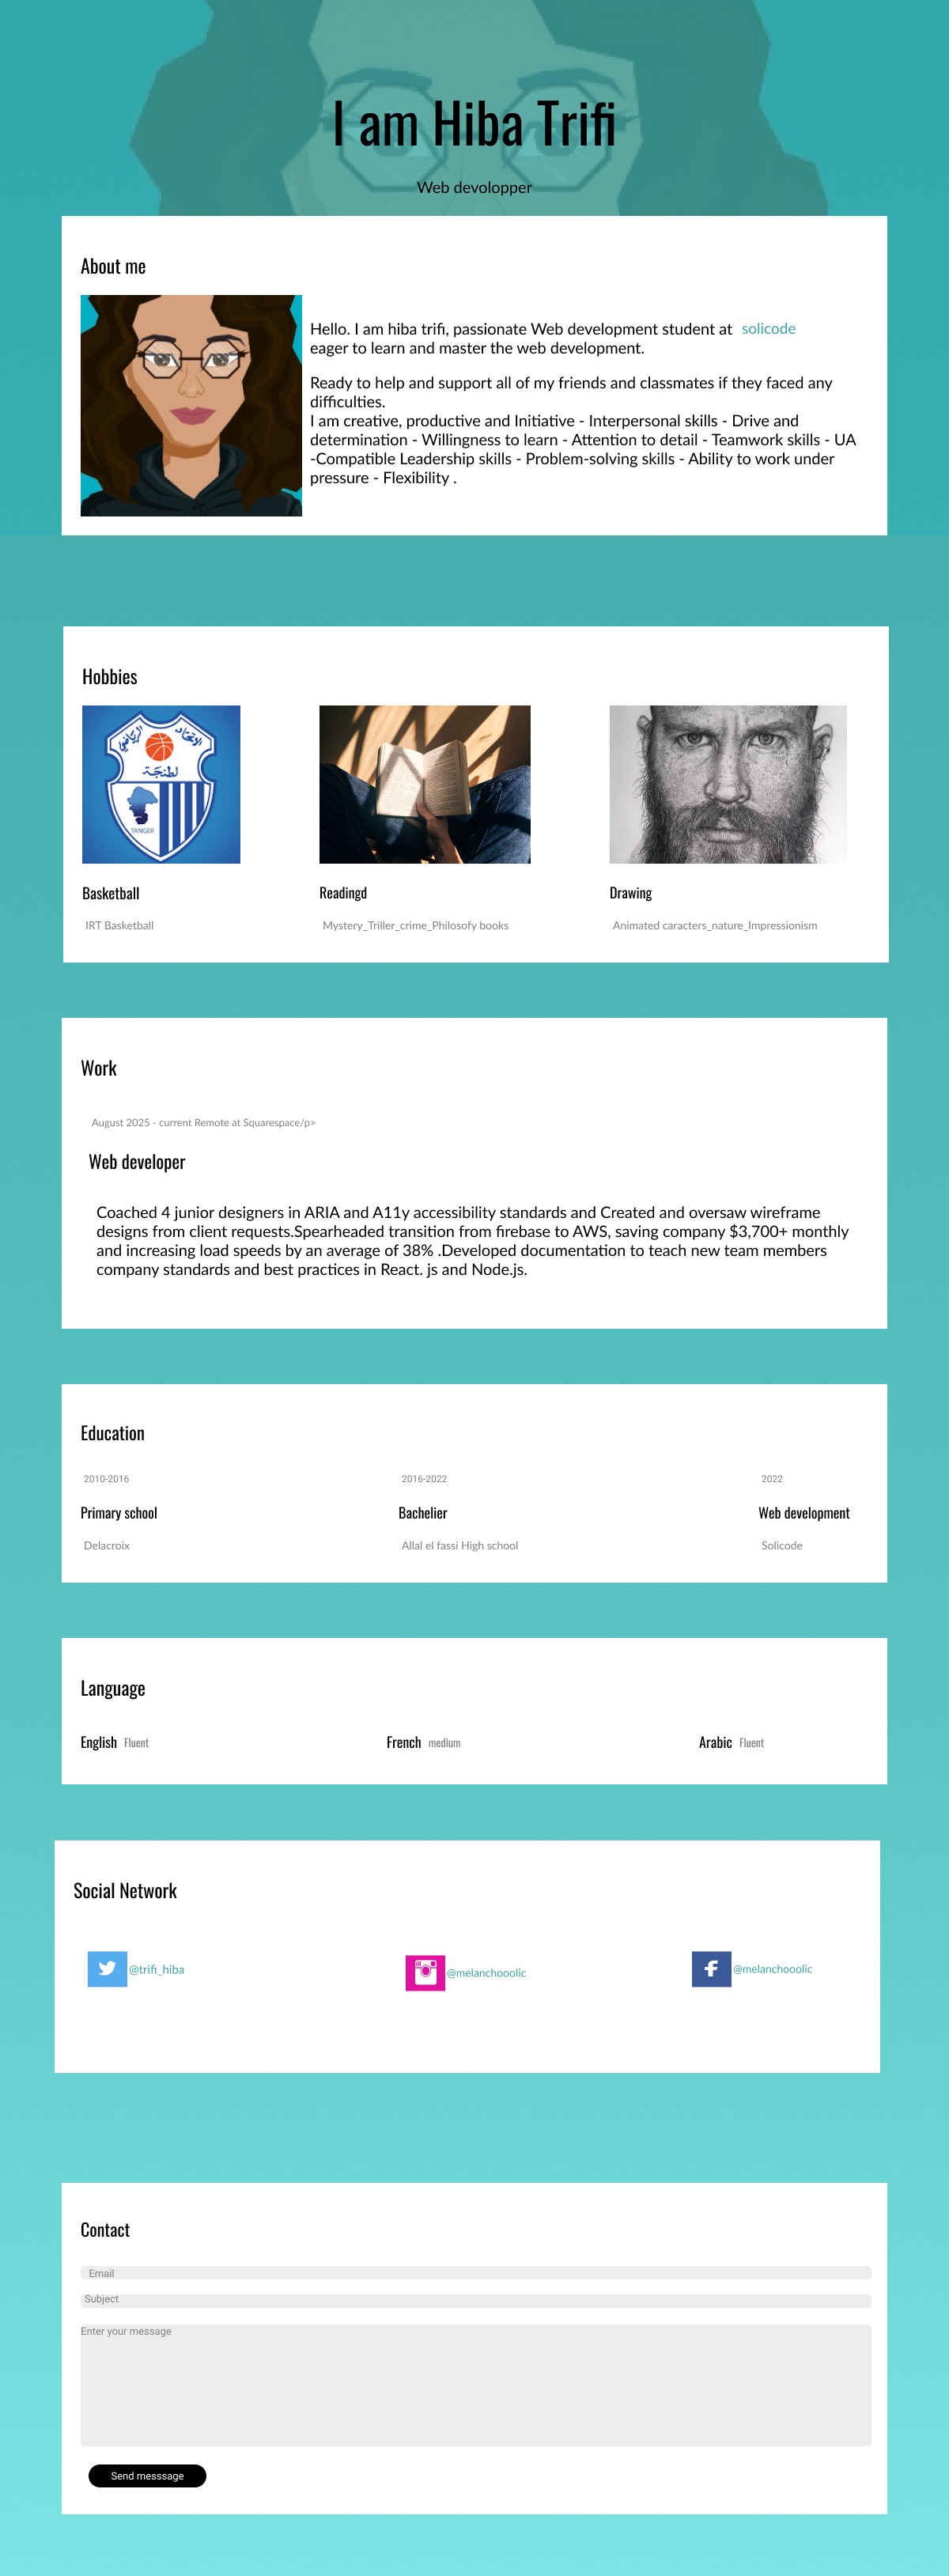 I am Hiba Trifi
Web devolopper
About me
Hello. I am hiba trifi, passionate Web development student at solicode
eager to learn and master the web development.
Ready to help and support all of my friends and classmates if they faced any
difficulties.
I am creative, productive and Initiative - Interpersonal skills - Drive and
determination - Willingness to learn - Attention to detail - Teamwork skills - UA
-Compatible Leadership skills - Problem-solving skills - Ability to work under
pressure - Flexibility .
Hobbies
الإتحاد الرياضي
لطنجة
TANGER
Basketball
Readingd
Drawing
IRT Basketball
Mystery_Triller_crime_Philosofy books
Animated caracters_nature_Impressionism
Work
August 2025 - current Remote at Squarespace/p>
Web developer
Coached 4 junior designers in ARIA and A11y accessibility standards and Created and oversaw wireframe
designs from client requests.Spearheaded transition from firebase to AWS, saving company $3,700+ monthly
and increasing load speeds by an average of 38% .Developed documentation to teach new team members
company standards and best practices in React. js and Node.js.
Education
2010-2016
2016-2022
2022
Primary school
Bachelier
Web development
Delacroix
Allal el fassi High school
Solicode
Language
English Fluent
French medium
Arabic Fluent
Social Network
@trifi_hiba
@melanchooolic
@melanchooolic
Contact
Email
Subject
Enter your message
Send messsage